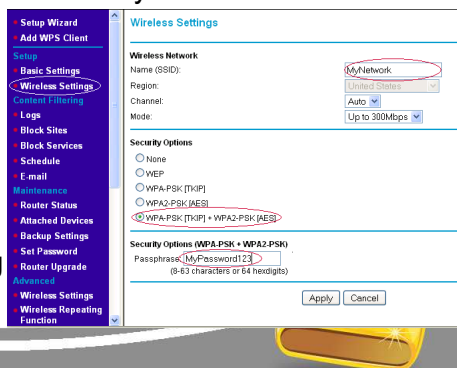 Setup Wizard
Add WPS Client
Setup
Basic Settings
Wireless Settings
Content Filtering
Logs
Block Sites
Block Services
Schedule
E-mail
Maintenance
Router Status
Attached Devices
Backup Settings
Set Password
Router Upgrade
Advanced
Wireless Settings
Wireless Repeating
Function
Wireless Settings
Wireless Network
Name (SSID): MyNetwork
Region: United States
Channel: Auto
Mode: Up to 300Mbps
Security Options
None
WEP
WPA-PSK [TKIP]
WPA2-PSK [AES]
WPA-PSK [TKIP] + WPA2-PSK [AES]
Security Options (WPA-PSK + WPA2-PSK)
Passphrase: MyPassword123
(8-63 characters or 64 hexdigits)
Apply Cancel